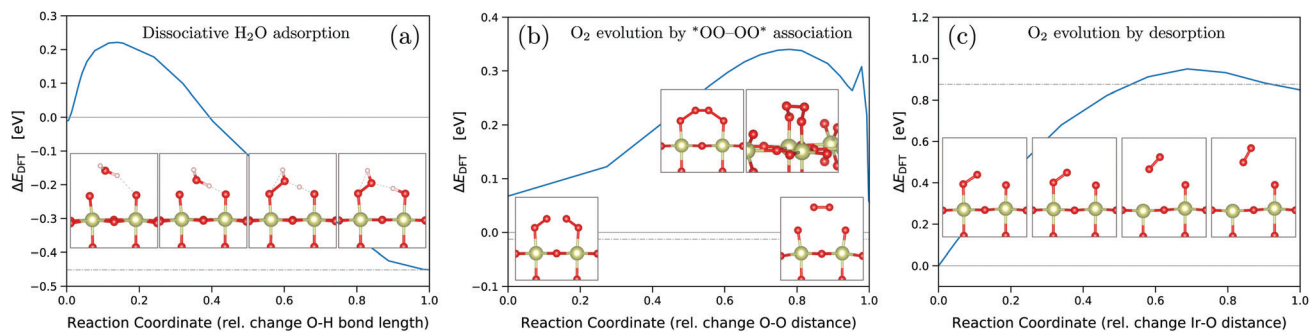 Dissociative H₂O adsorption
(a)
0.3
0.2
0.1
0.0
−0.1
−0.2
−0.3
−0.4
−0.5
ΔE_DFT [eV]
0.0 0.2 0.4 0.6 0.8 1.0
Reaction Coordinate (rel. change O-H bond length)
(b)
O₂ evolution by *OO–OO* association
0.4
0.3
0.2
0.1
0.0
−0.1
ΔE_DFT [eV]
0.0 0.2 0.4 0.6 0.8 1.0
Reaction Coordinate (rel. change O-O distance)
(c)
O₂ evolution by desorption
1.2
1.0
0.8
0.6
0.4
0.2
0.0
ΔE_DFT [eV]
0.0 0.2 0.4 0.6 0.8 1.0
Reaction Coordinate (rel. change Ir-O distance)